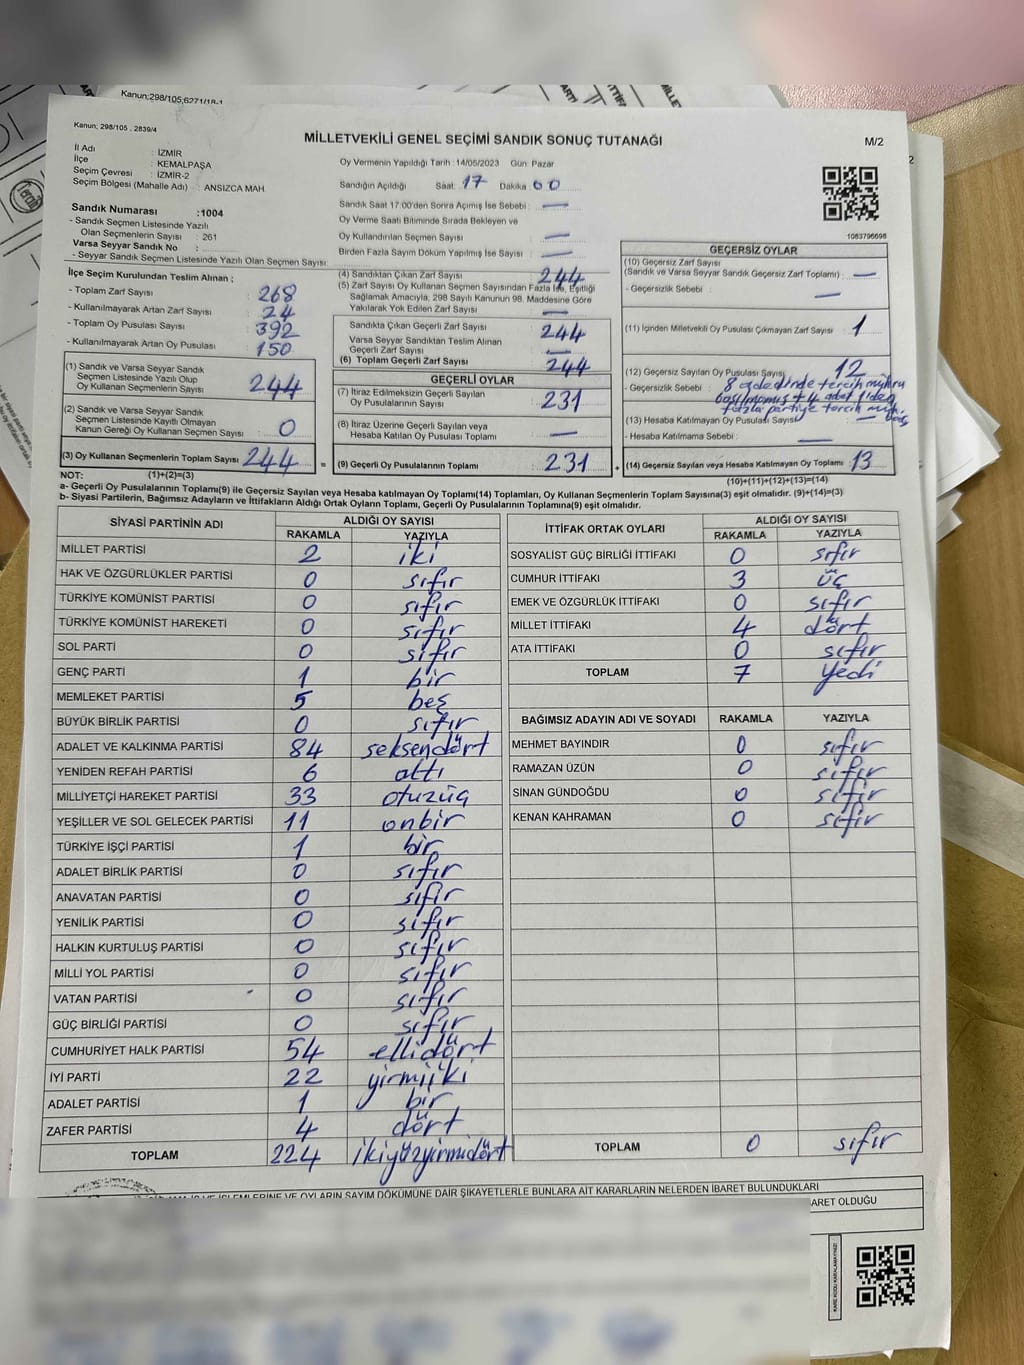 Kanun;298/105;6271/18-1
Kanun; 298/105 , 2839/4
MİLLETVEKİLİ GENEL SEÇİMİ SANDIK SONUÇ TUTANAĞI
M/2
İl Adı : İZMİR
İlçe : KEMALPAŞA
Seçim Çevresi : İZMİR-2
Seçim Bölgesi (Mahalle Adı) : ANSIZCA MAH
Oy Vermenin Yapıldığı Tarih :14/05/2023 Gün: Pazar
Sandığın Açıldığı Saat: 17 Dakika 00
Sandık Saat 17:00'den Sonra Açılmış İse Sebebi : —
Oy Verme Saati Bitiminde Sırada Bekleyen ve
Oy Kullandırılan Seçmen Sayısı : —
Birden Fazla Sayım Döküm Yapılmış İse Sayısı : —
Sandık Numarası :1004
- Sandık Seçmen Listesinde Yazılı
Olan Seçmenlerin Sayısı : 261
Varsa Seyyar Sandık No :
- Seyyar Sandık Seçmen Listesinde Yazılı Olan Seçmen Sayısı:
1083796698
İlçe Seçim Kurulundan Teslim Alınan ;
- Toplam Zarf Sayısı : 268
- Kullanılmayarak Artan Zarf Sayısı : 24
- Toplam Oy Pusulası Sayısı : 392
- Kullanılmayarak Artan Oy Pusulası : 150
(1) Sandık ve Varsa Seyyar Sandık
Seçmen Listesinde Yazılı Olup
Oy Kullanan Seçmenlerin Sayısı : 244
(2) Sandık ve Varsa Seyyar Sandık
Seçmen Listesinde Kayıtlı Olmayan
Kanun Gereği Oy Kullanan Seçmen Sayısı : 0
(3) Oy Kullanan Seçmenlerin Toplam Sayısı : 244 =
(4) Sandıktan Çıkan Zarf Sayısı : 244
(5) Zarf Sayısı Oy Kullanan Seçmen Sayısından Fazla İse, Eşitliği
Sağlamak Amacıyla; 298 Sayılı Kanunun 98. Maddesine Göre
Yakılarak Yok Edilen Zarf Sayısı : —
Sandıkta Çıkan Geçerli Zarf Sayısı : 244
Varsa Seyyar Sandıktan Teslim Alınan
Geçerli Zarf Sayısı : —
(6) Toplam Geçerli Zarf Sayısı : 244
GEÇERLİ OYLAR
(7) İtiraz Edilmeksizin Geçerli Sayılan
Oy Pusulalarının Sayısı : 231
(8) İtiraz Üzerine Geçerli Sayılan veya
Hesaba Katılan Oy Pusulası Toplamı : —
(9) Geçerli Oy Pusulalarının Toplamı : 231 +
GEÇERSİZ OYLAR
(10) Geçersiz Zarf Sayısı
(Sandık ve Varsa Seyyar Sandık Geçersiz Zarf Toplamı) : —
- Geçersizlik Sebebi : —
(11) İçinden Milletvekili Oy Pusulası Çıkmayan Zarf Sayısı : 1
(12) Geçersiz Sayılan Oy Pusulası Sayısı : 12
- Geçersizlik Sebebi : 8 adedinde tercih mührü
basılmamış + 4 adet 1'den
fazla partiye tercih müh. bas
(13) Hesaba Katılmayan Oy Pusulası Sayısı : —
- Hesaba Katılmama Sebebi : —
(14) Geçersiz Sayılan veya Hesaba Katılmayan Oy Toplamı : 13
NOT: (1)+(2)=(3)
(10)+(11)+(12)+(13)=(14)
a- Geçerli Oy Pusulaları Toplamı(9) ile Geçersiz Sayılan veya Hesaba katılmayan Oy Toplamı(14) Toplamları, Oy Kullanan Seçmenlerin Toplam Sayısına(3) eşit olmalıdır. (9)+(14)=(3)
b- Siyasi Partilerin, Bağımsız Adayların ve İttifakların Aldığı Ortak Oyların Toplamı, Geçerli Oy Pusulalarının Toplamına(9) eşit olmalıdır.
SİYASİ PARTİNİN ADI ALDIĞI OY SAYISI
RAKAMLA YAZIYLA
MİLLET PARTİSİ 2 iki
HAK VE ÖZGÜRLÜKLER PARTİSİ 0 sıfır
TÜRKİYE KOMÜNİST PARTİSİ 0 sıfır
TÜRKİYE KOMÜNİST HAREKETİ 0 sıfır
SOL PARTİ 0 sıfır
GENÇ PARTİ 1 bir
MEMLEKET PARTİSİ 5 beş
BÜYÜK BİRLİK PARTİSİ 0 sıfır
ADALET VE KALKINMA PARTİSİ 84 seksendört
YENİDEN REFAH PARTİSİ 6 altı
MİLLİYETÇİ HAREKET PARTİSİ 33 otuzüç
YEŞİLLER VE SOL GELECEK PARTİSİ 11 onbir
TÜRKİYE İŞÇİ PARTİSİ 1 bir
ADALET BİRLİK PARTİSİ 0 sıfır
ANAVATAN PARTİSİ 0 sıfır
YENİLİK PARTİSİ 0 sıfır
HALKIN KURTULUŞ PARTİSİ 0 sıfır
MİLLİ YOL PARTİSİ 0 sıfır
VATAN PARTİSİ 0 sıfır
GÜÇ BİRLİĞİ PARTİSİ 0 sıfır
CUMHURİYET HALK PARTİSİ 54 ellidört
İYİ PARTİ 22 yirmiiki
ADALET PARTİSİ 1 bir
ZAFER PARTİSİ 4 dört
TOPLAM 224 ikiyüzyirmidört
İTTİFAK ORTAK OYLARI ALDIĞI OY SAYISI
RAKAMLA YAZIYLA
SOSYALİST GÜÇ BİRLİĞİ İTTİFAKI 0 sıfır
CUMHUR İTTİFAKI 3 üç
EMEK VE ÖZGÜRLÜK İTTİFAKI 0 sıfır
MİLLET İTTİFAKI 4 dört
ATA İTTİFAKI 0 sıfır
TOPLAM 7 yedi
BAĞIMSIZ ADAYIN ADI VE SOYADI RAKAMLA YAZIYLA
MEHMET BAYINDIR 0 sıfır
RAMAZAN ÜZÜN 0 sıfır
SİNAN GÜNDOĞDU 0 sıfır
KENAN KAHRAMAN 0 sıfır
TOPLAM 0 sıfır
İŞLEMLERİNE VE OYLARIN SAYIM DÖKÜMÜNE DAİR ŞİKAYETLERLE BUNLARA AİT KARARLARIN NELERDEN İBARET BULUNDUKLARI
ARET OLDUĞU
KARE KODU KARALAMAYINIZ!